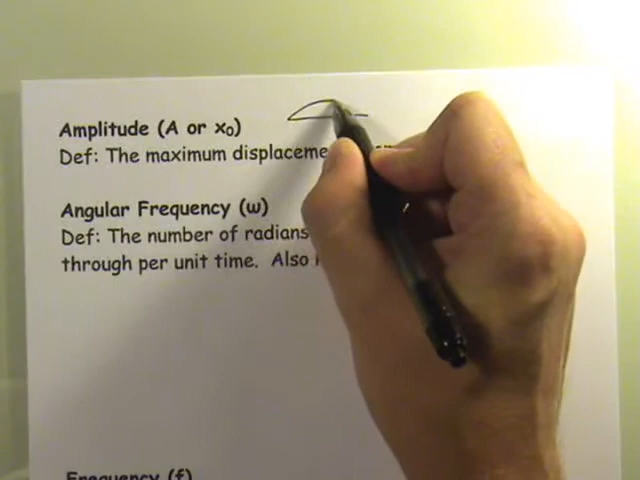 Amplitude (A or x₀)
Def: The maximum displaceme
Angular Frequency (w)
Def: The number of radians
through per unit time. Also
Frequency (f)